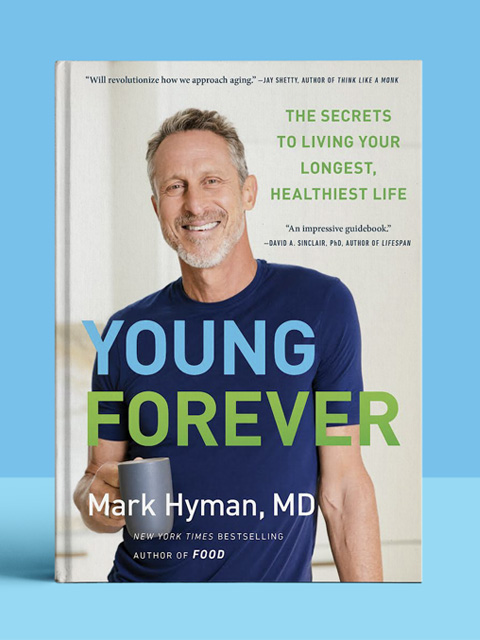 “Will revolutionize how we approach aging.” –JAY SHETTY, AUTHOR OF THINK LIKE A MONK
THE SECRETS
TO LIVING YOUR
LONGEST,
HEALTHIEST LIFE
“An impressive guidebook.”
–DAVID A. SINCLAIR, PhD, AUTHOR OF LIFESPAN
YOUNG
FOREVER
Mark Hyman, MD
NEW YORK TIMES BESTSELLING
AUTHOR OF FOOD